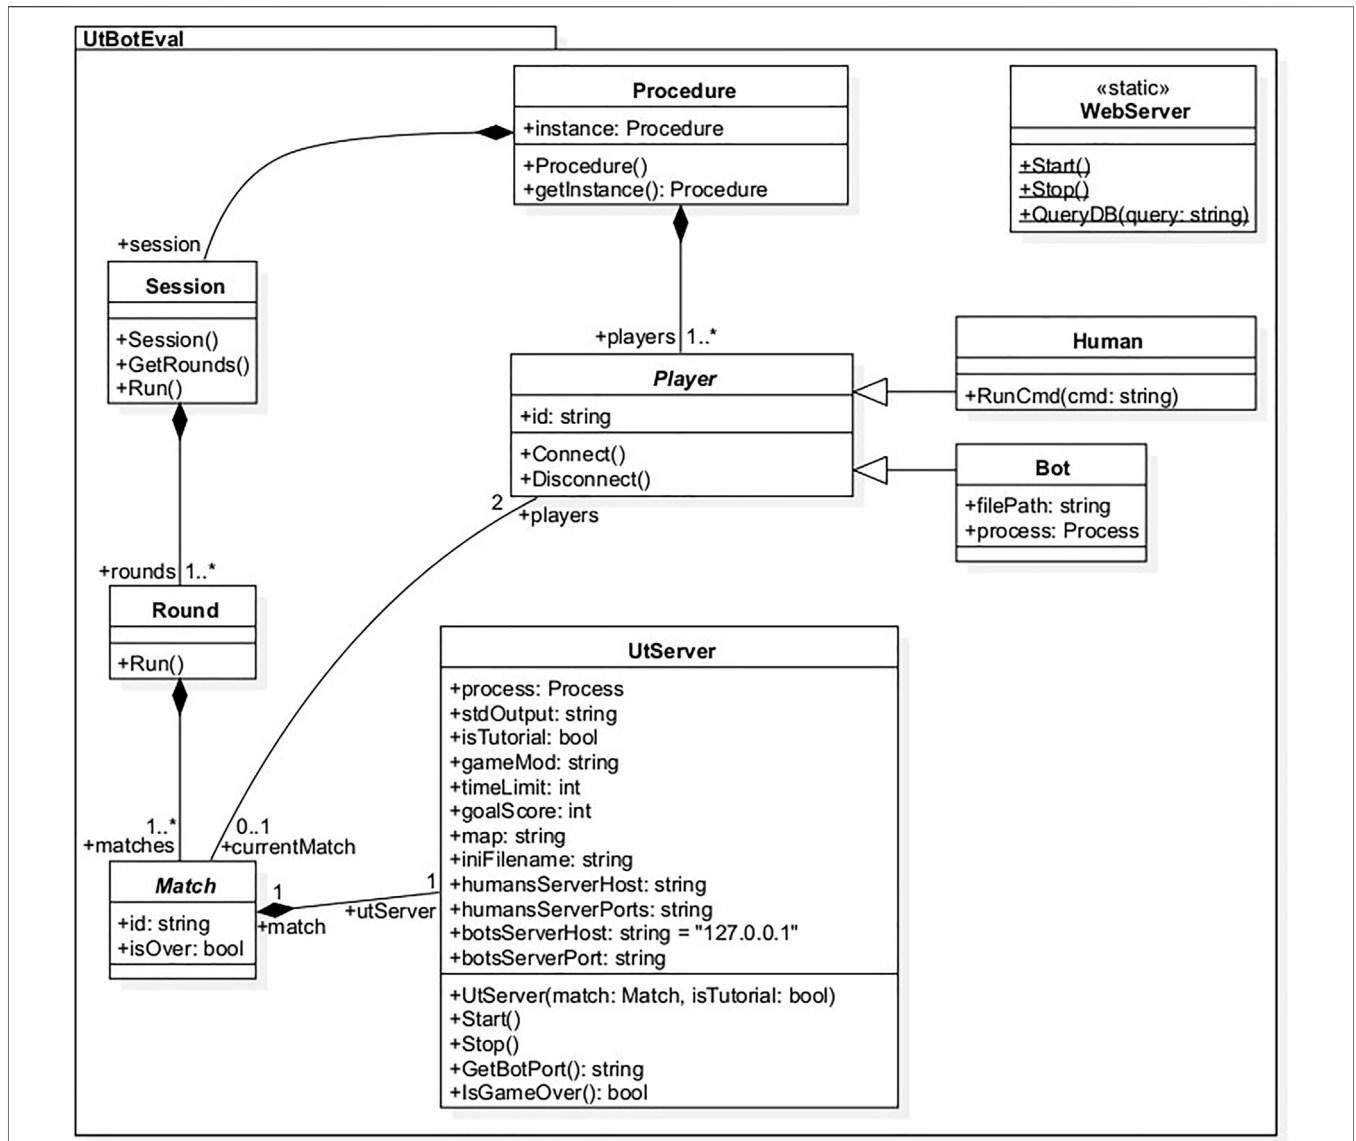 UtBotEval
Procedure
+instance: Procedure
+Procedure()
+getInstance(): Procedure
«static»
WebServer
+Start()
+Stop()
+QueryDB(query: string)
+session
Session
+Session()
+GetRounds()
+Run()
+players 1..*
Player
+id: string
+Connect()
+Disconnect()
Human
+RunCmd(cmd: string)
Bot
+filePath: string
+process: Process
2
+players
+rounds 1..*
Round
+Run()
UtServer
+process: Process
+stdOutput: string
+isTutorial: bool
+gameMod: string
+timeLimit: int
+goalScore: int
+map: string
+iniFilename: string
+humansServerHost: string
+humansServerPorts: string
+botsServerHost: string = "127.0.0.1"
+botsServerPort: string
+UtServer(match: Match, isTutorial: bool)
+Start()
+Stop()
+GetBotPort(): string
+IsGameOver(): bool
1..*
+matches
0..1
+currentMatch
Match
+id: string
+isOver: bool
1
+match
1
+utServer